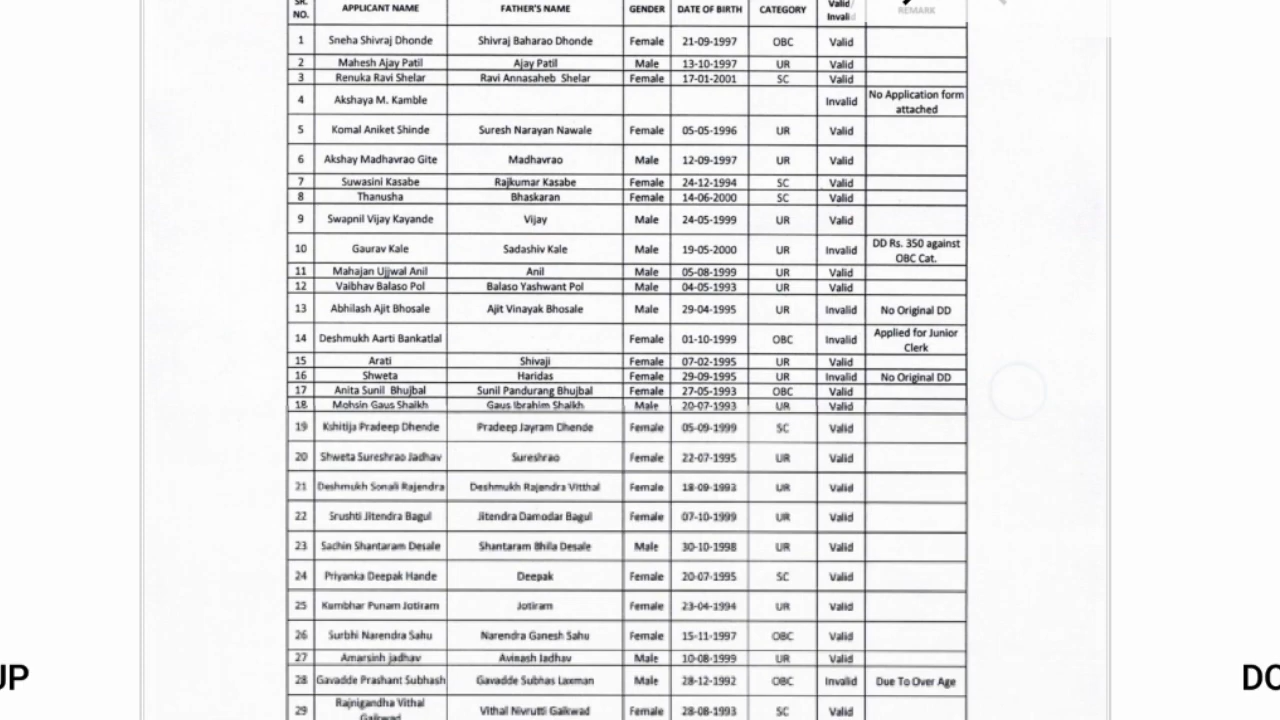 SR. NO. APPLICANT NAME FATHER'S NAME GENDER DATE OF BIRTH CATEGORY Valid/ Invalid REMARK
1 Sneha Shivraj Dhonde Shivraj Baharao Dhonde Female 21-09-1997 OBC Valid
2 Mahesh Ajay Patil Ajay Patil Male 13-10-1997 UR Valid
3 Renuka Ravi Shelar Ravi Annasaheb Shelar Female 17-01-2001 SC Valid
4 Akshaya M. Kamble Invalid No Application form attached
5 Komal Aniket Shinde Suresh Narayan Nawale Female 05-05-1996 UR Valid
6 Akshay Madhavrao Gite Madhavrao Male 12-09-1997 UR Valid
7 Suwasini Kasabe Rajkumar Kasabe Female 24-12-1994 SC Valid
8 Thanusha Bhaskaran Female 14-06-2000 SC Valid
9 Swapnil Vijay Kayande Vijay Male 24-05-1999 UR Valid
10 Gaurav Kale Sadashiv Kale Male 19-05-2000 UR Invalid DD Rs. 350 against OBC Cat.
11 Mahajan Ujjwal Anil Anil Male 05-08-1999 UR Valid
12 Vaibhav Balaso Pol Balaso Yashwant Pol Male 04-05-1993 UR Valid
13 Abhilash Ajit Bhosale Ajit Vinayak Bhosale Male 29-04-1995 UR Invalid No Original DD
14 Deshmukh Aarti Bankatlal Female 01-10-1999 OBC Invalid Applied for Junior Clerk
15 Arati Shivaji Female 07-02-1995 UR Valid
16 Shweta Haridas Female 29-09-1995 UR Invalid No Original DD
17 Anita Sunil Bhujbal Sunil Pandurang Bhujbal Female 27-05-1993 OBC Valid
18 Mohsin Gaus Shaikh Gaus Ibrahim Shaikh Male 20-07-1993 UR Valid
19 Kshitija Pradeep Dhende Pradeep Jayram Dhende Female 05-09-1999 SC Valid
20 Shweta Sureshrao Jadhav Sureshrao Female 22-07-1995 UR Valid
21 Deshmukh Sonali Rajendra Deshmukh Rajendra Vitthal Female 18-09-1993 UR Valid
22 Srushti Jitendra Bagul Jitendra Damodar Bagul Female 07-10-1999 UR Valid
23 Sachin Shantaram Desale Shantaram Bhila Desale Male 30-10-1998 UR Valid
24 Priyanka Deepak Hande Deepak Female 20-07-1995 SC Valid
25 Kumbhar Punam Jotiram Jotiram Female 23-04-1994 UR Valid
26 Surbhi Narendra Sahu Narendra Ganesh Sahu Female 15-11-1997 OBC Valid
27 Amarsinh jadhav Avinash Jadhav Male 10-08-1999 UR Valid
28 Gavadde Prashant Subhash Gavadde Subhas Laxman Male 28-12-1992 OBC Invalid Due To Over Age
29 Rajnigandha Vithal Gaikwad Vithal Nivrutti Gaikwad Female 28-08-1993 SC Valid
UP
DO